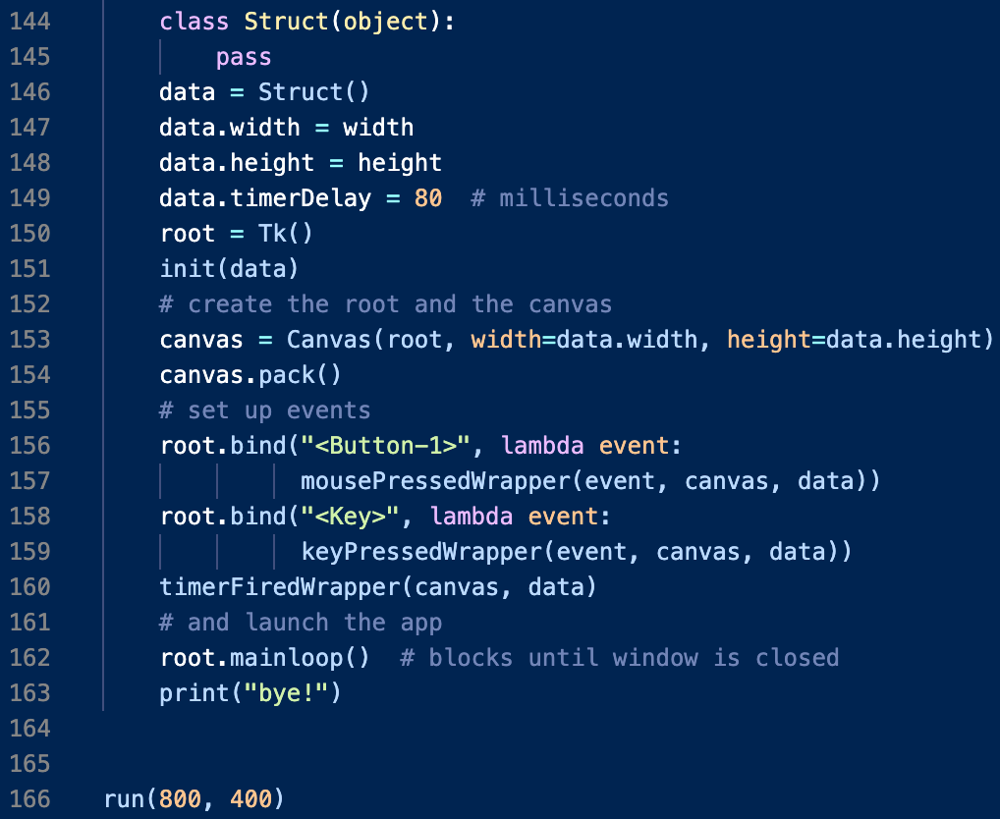 144 class Struct(object):
145 pass
146 data = Struct()
147 data.width = width
148 data.height = height
149 data.timerDelay = 80  # milliseconds
150 root = Tk()
151 init(data)
152 # create the root and the canvas
153 canvas = Canvas(root, width=data.width, height=data.height)
154 canvas.pack()
155 # set up events
156 root.bind("<Button-1>", lambda event:
157 mousePressedWrapper(event, canvas, data))
158 root.bind("<Key>", lambda event:
159 keyPressedWrapper(event, canvas, data))
160 timerFiredWrapper(canvas, data)
161 # and launch the app
162 root.mainloop()  # blocks until window is closed
163 print("bye!")
164
165
166 run(800, 400)